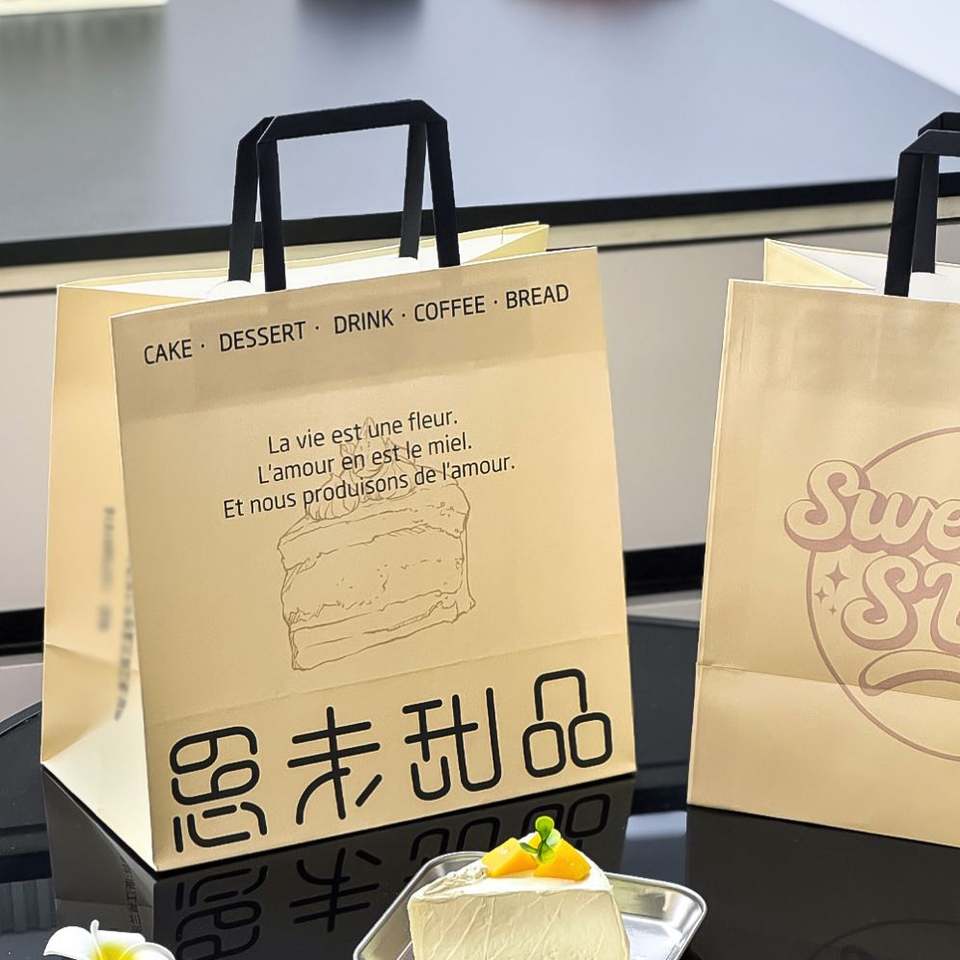 CAKE · DESSERT · DRINK · COFFEE · BREAD
La vie est une fleur.
L'amour en est le miel.
Et nous produisons de l'amour.
未甜品
Swe